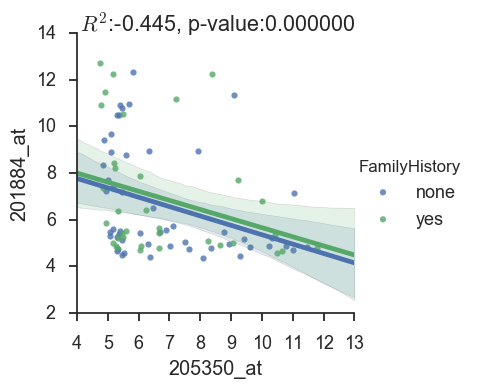 R²:-0.445, p-value:0.000000
14
12
10
8
6
4
2
201884_at
4 5 6 7 8 9 10 11 12 13
205350_at
FamilyHistory
none
yes